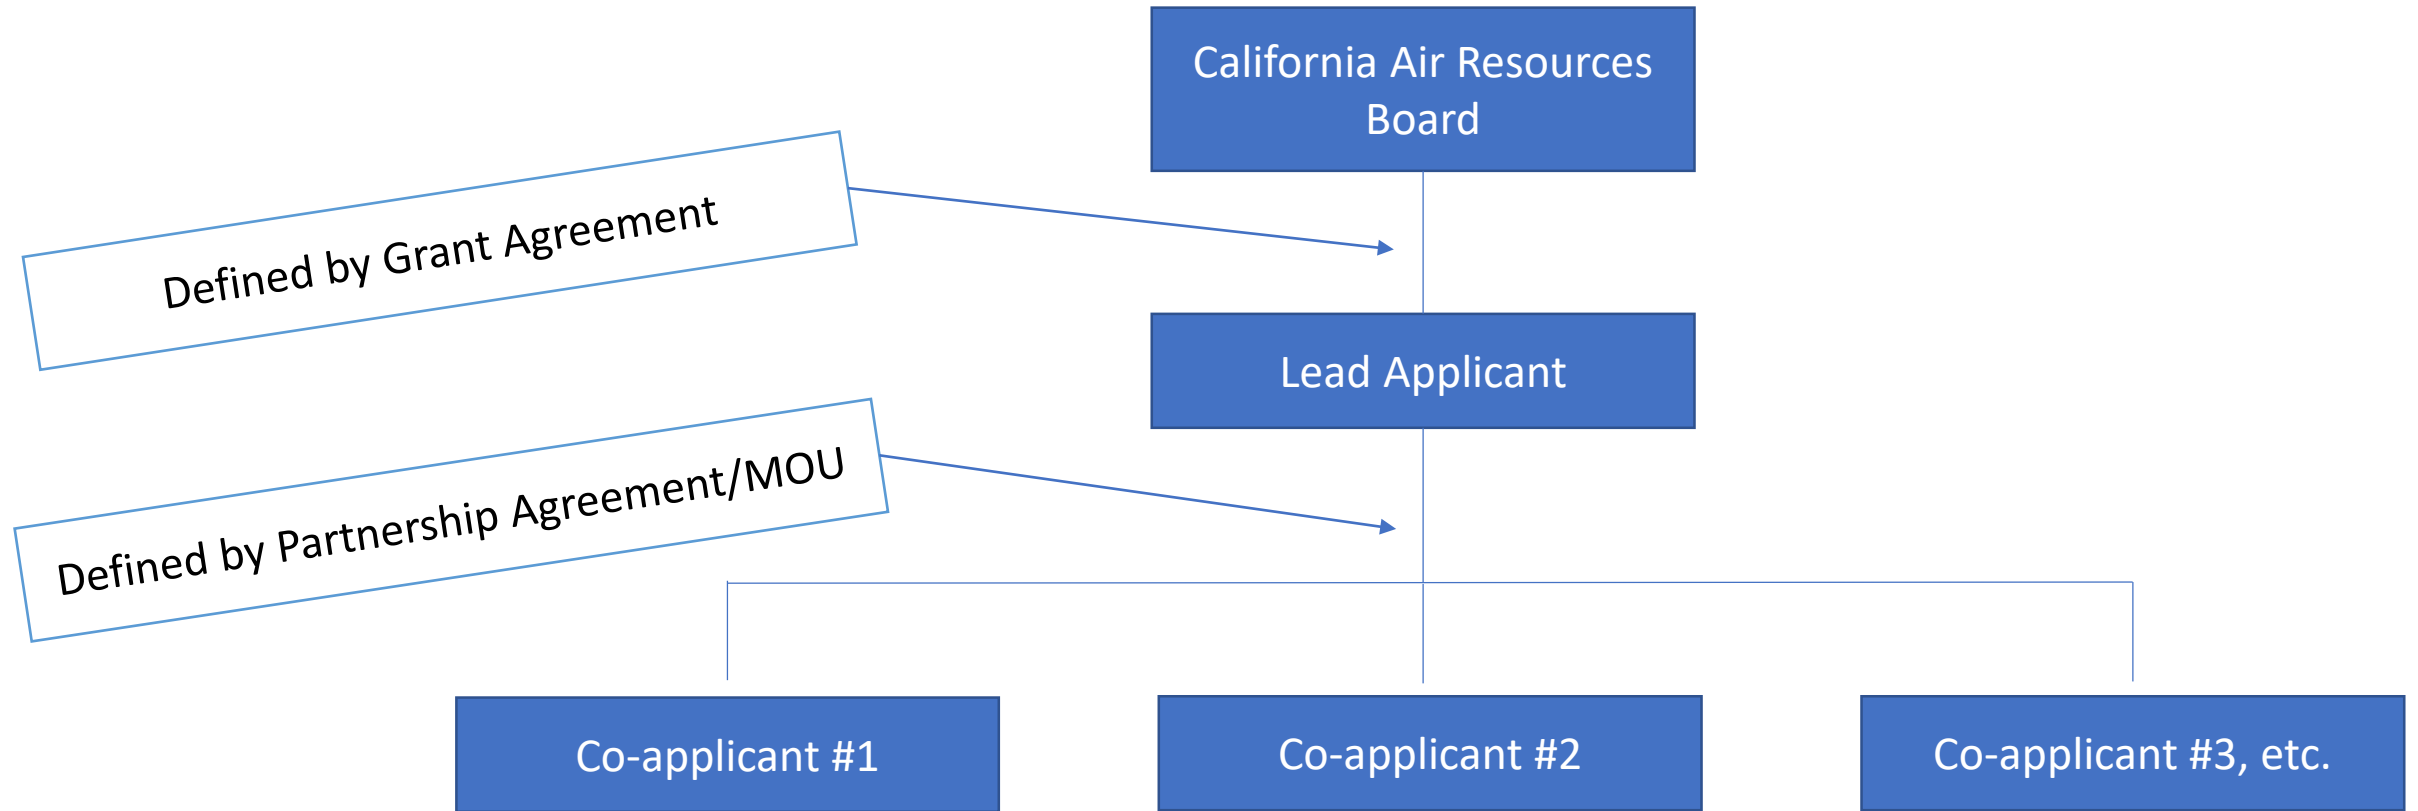 California Air Resources
Board
Defined by Grant Agreement
Lead Applicant
Defined by Partnership Agreement/MOU
Co-applicant #1
Co-applicant #2
Co-applicant #3, etc.